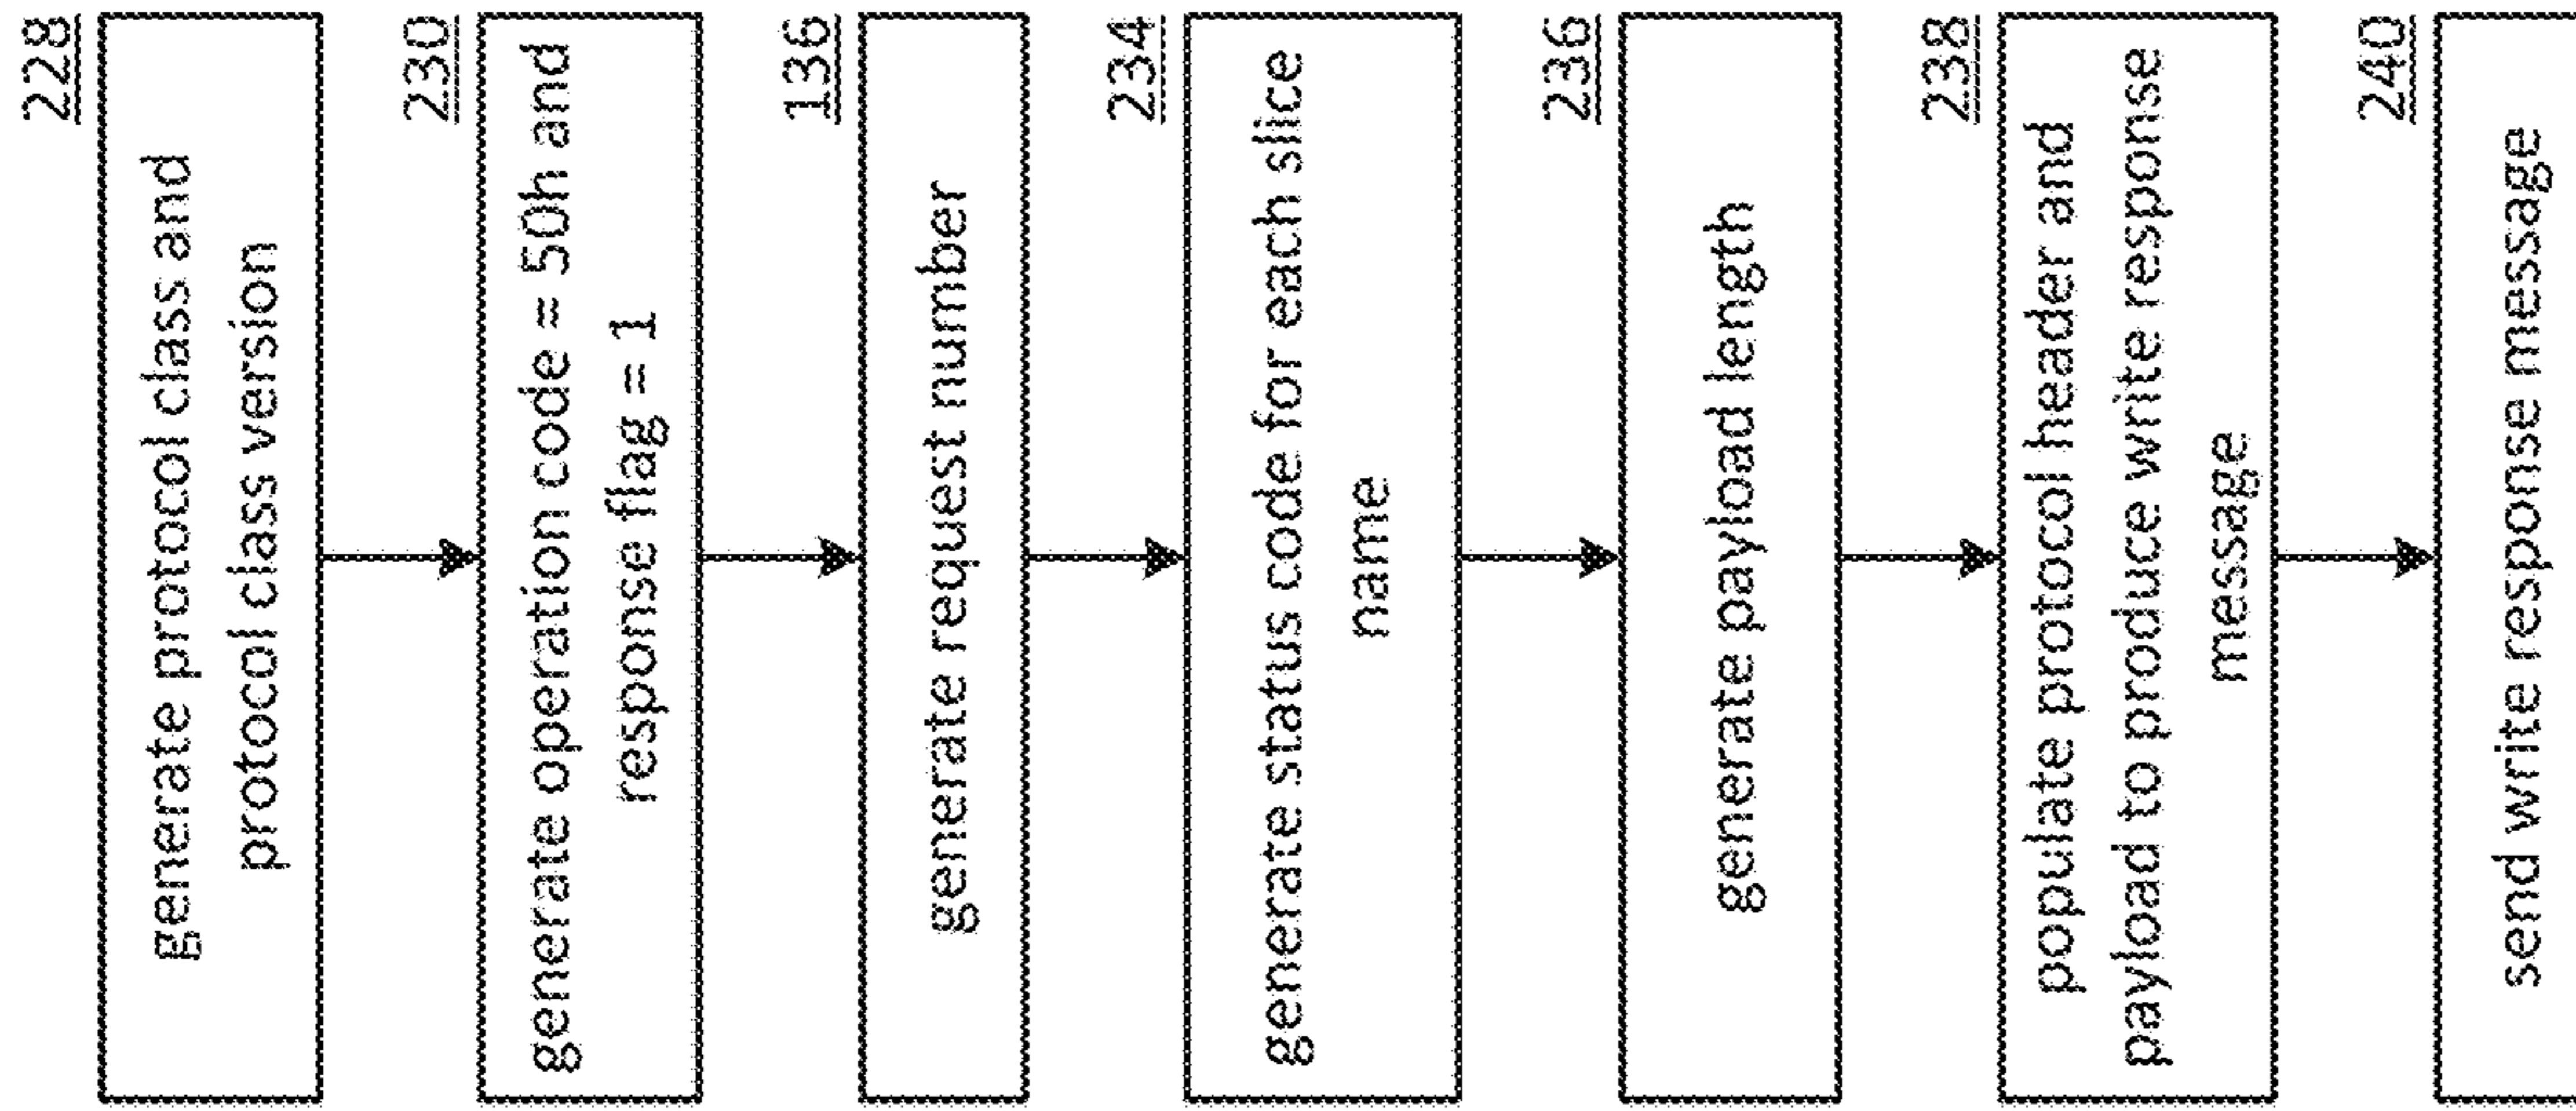 228
generate protocol class and
protocol class version
230
generate operation code = 50h and
response flag = 1
136
generate request number
234
generate status code for each slice
name
236
generate payload length
238
populate protocol header and
payload to produce write response
message
240
send write response message